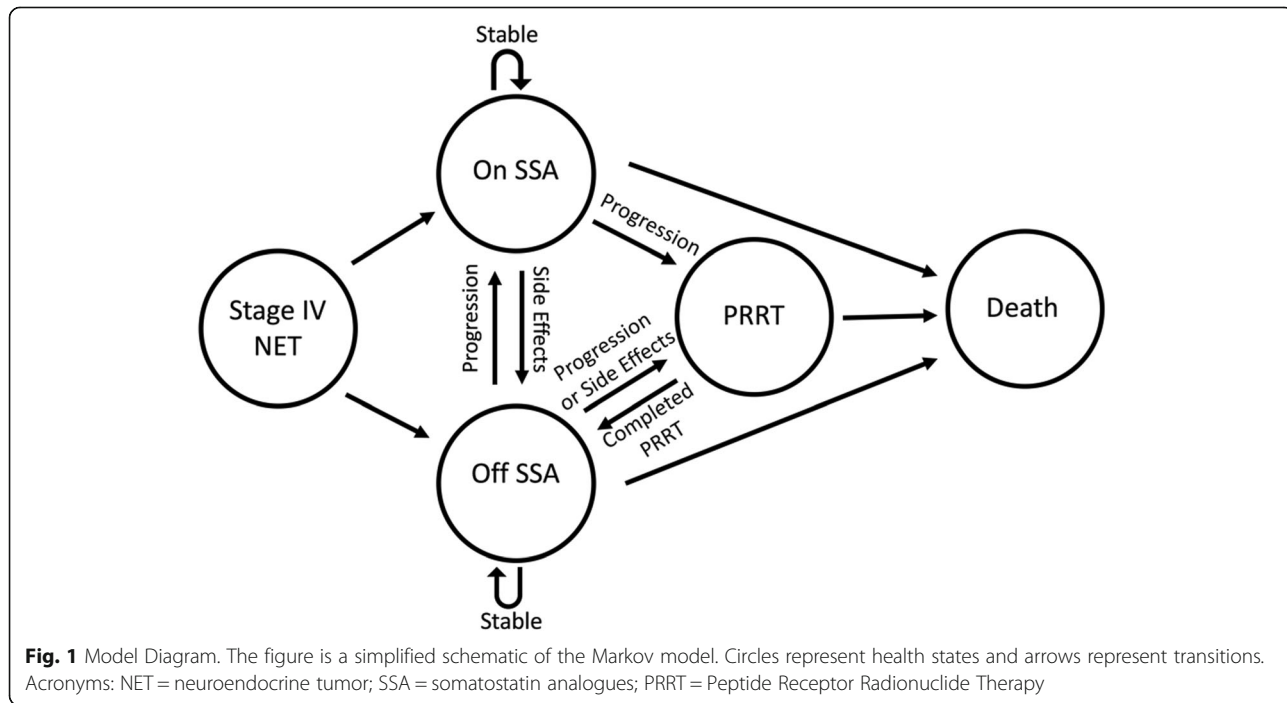 Stable
On SSA
Progression
Stage IV
NET
Progression
Side Effects
PRRT
Death
Progression
or Side Effects
Completed
PRRT
Off SSA
Stable
Fig. 1 Model Diagram. The figure is a simplified schematic of the Markov model. Circles represent health states and arrows represent transitions.
Acronyms: NET = neuroendocrine tumor; SSA = somatostatin analogues; PRRT = Peptide Receptor Radionuclide Therapy